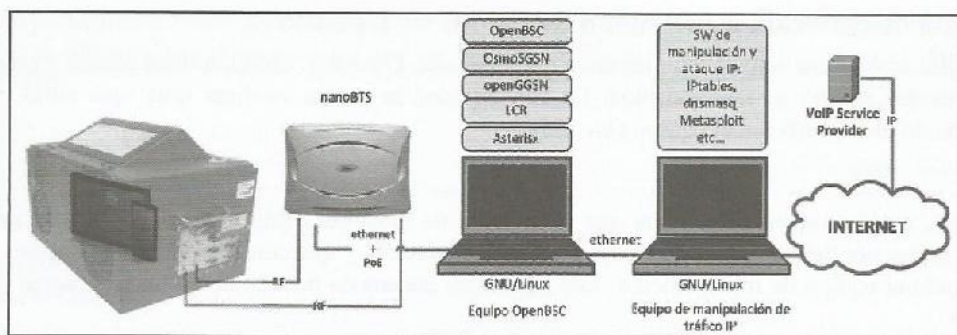 OpenBSC
OsmoSGSN
openGGSN
LCR
Asterisx
SW de
manipulación y
ataque IP:
IPtables,
dnsmasq
Metasploit
etc...
nanoBTS
VoIP Service
Provider
IP
ethernet
+
PoE
RF
RF
ethernet
INTERNET
GNU/Linux
Equipo OpenBSC
GNU/Linux
Equipo de manipulación de
tráfico IP